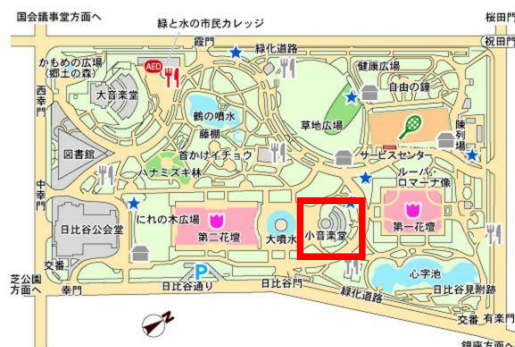 国会議事堂方面へ
緑と水の市民カレッジ
桜田門
霞門
緑化道路
祝田門
かもめの広場
(郷土の森)
AED
健康広場
自由の鐘
西幸門
大音楽堂
鶴の噴水
草地広場
陳列場
藤棚
図書館
首かけイチョウ
サービスセンター
ハナミズキ林
ルーパ・
ロマーナ像
中幸門
にれの木広場
小音楽堂
第一花壇
日比谷公会堂
第二花壇
大噴水
交番
P
心字池
芝公園
方面へ
幸門
日比谷通り
日比谷門
緑化道路
日比谷見附跡
交番
有楽門
銀座方面へ
N